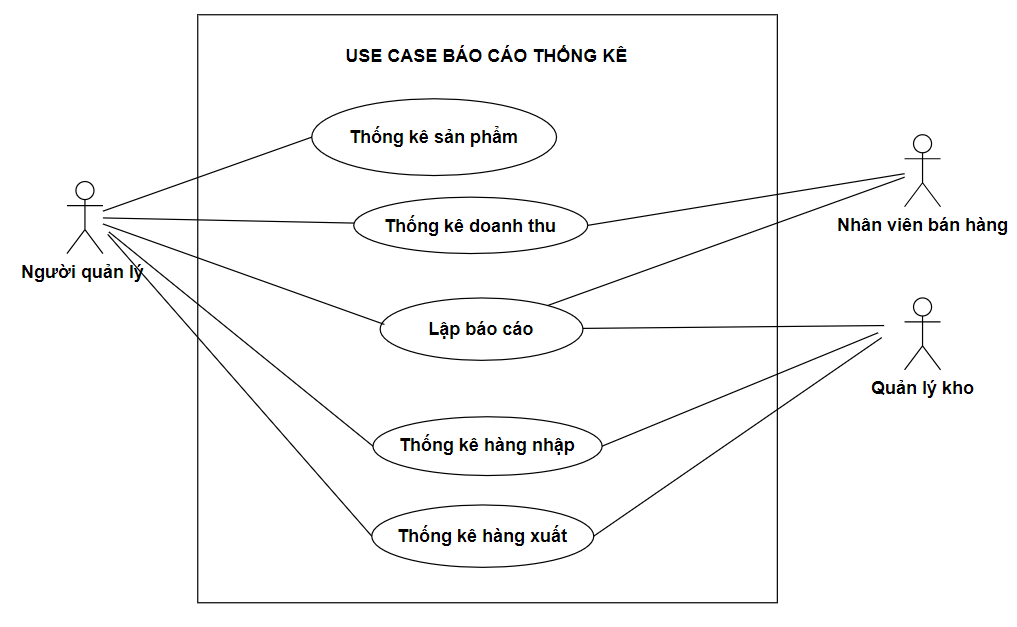 USE CASE BÁO CÁO THỐNG KÊ
Thống kê sản phẩm
Thống kê doanh thu
Nhân viên bán hàng
Người quản lý
Lập báo cáo
Quản lý kho
Thống kê hàng nhập
Thống kê hàng xuất